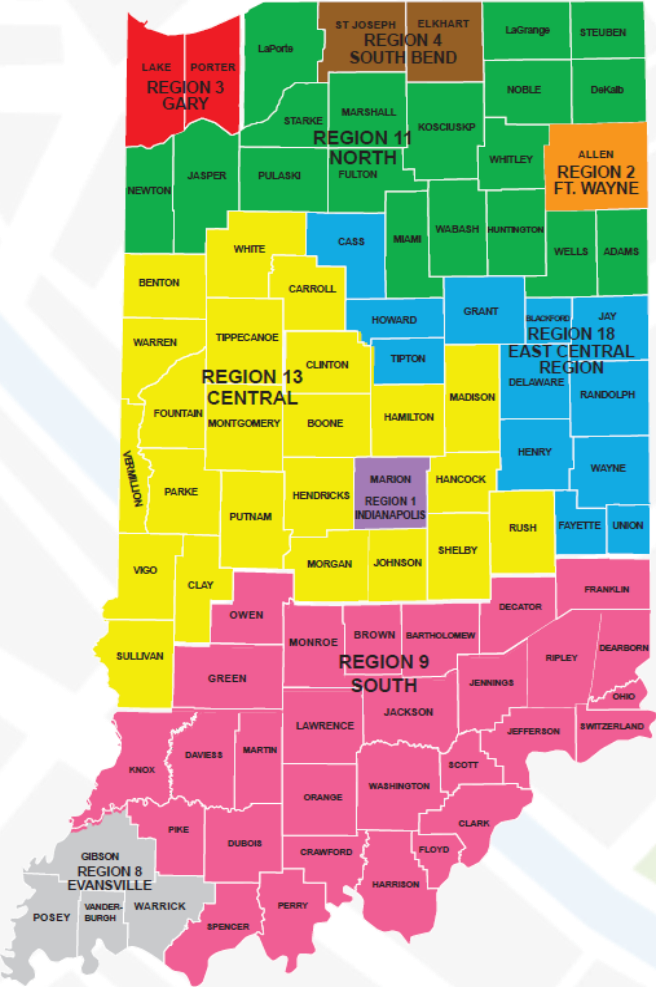 ST JOSEPH
ELKHART
REGION 4
SOUTH BEND
LaGrange
STEUBEN
LaPorte
LAKE
PORTER
REGION 3
GARY
NOBLE
DeKalb
STARKE
MARSHALL
KOSCIUSKP
REGION 11
NORTH
WHITLEY
ALLEN
REGION 2
FT. WAYNE
NEWTON
JASPER
PULASKI
FULTON
MIAMI
WABASH
HUNTINGTON
WELLS
ADAMS
WHITE
CASS
BENTON
CARROLL
HOWARD
GRANT
BLACKFORD
JAY
REGION 18
EAST CENTRAL
REGION
WARREN
TIPPECANOE
CLINTON
TIPTON
DELAWARE
RANDOLPH
REGION 13
CENTRAL
FOUNTAIN
MONTGOMERY
BOONE
HAMILTON
MADISON
HENRY
WAYNE
VERMILLION
PARKE
PUTNAM
HENDRICKS
MARION
REGION 1
INDIANAPOLIS
HANCOCK
RUSH
FAYETTE
UNION
VIGO
CLAY
MORGAN
JOHNSON
SHELBY
OWEN
DECATOR
FRANKLIN
SULLIVAN
GREEN
MONROE
BROWN
BARTHOLOMEW
REGION 9
SOUTH
JENNINGS
RIPLEY
DEARBORN
OHIO
KNOX
DAVIESS
MARTIN
LAWRENCE
JACKSON
JEFFERSON
SWITZERLAND
SCOTT
ORANGE
WASHINGTON
CLARK
PIKE
DUBOIS
CRAWFORD
FLOYD
HARRISON
GIBSON
REGION 8
EVANSVILLE
POSEY
VANDER-
BURGH
WARRICK
SPENCER
PERRY